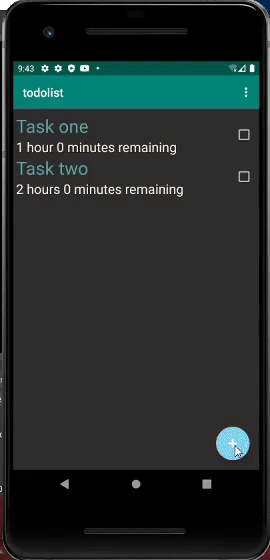 9:43
todolist
Task one
1 hour 0 minutes remaining
Task two
2 hours 0 minutes remaining
+